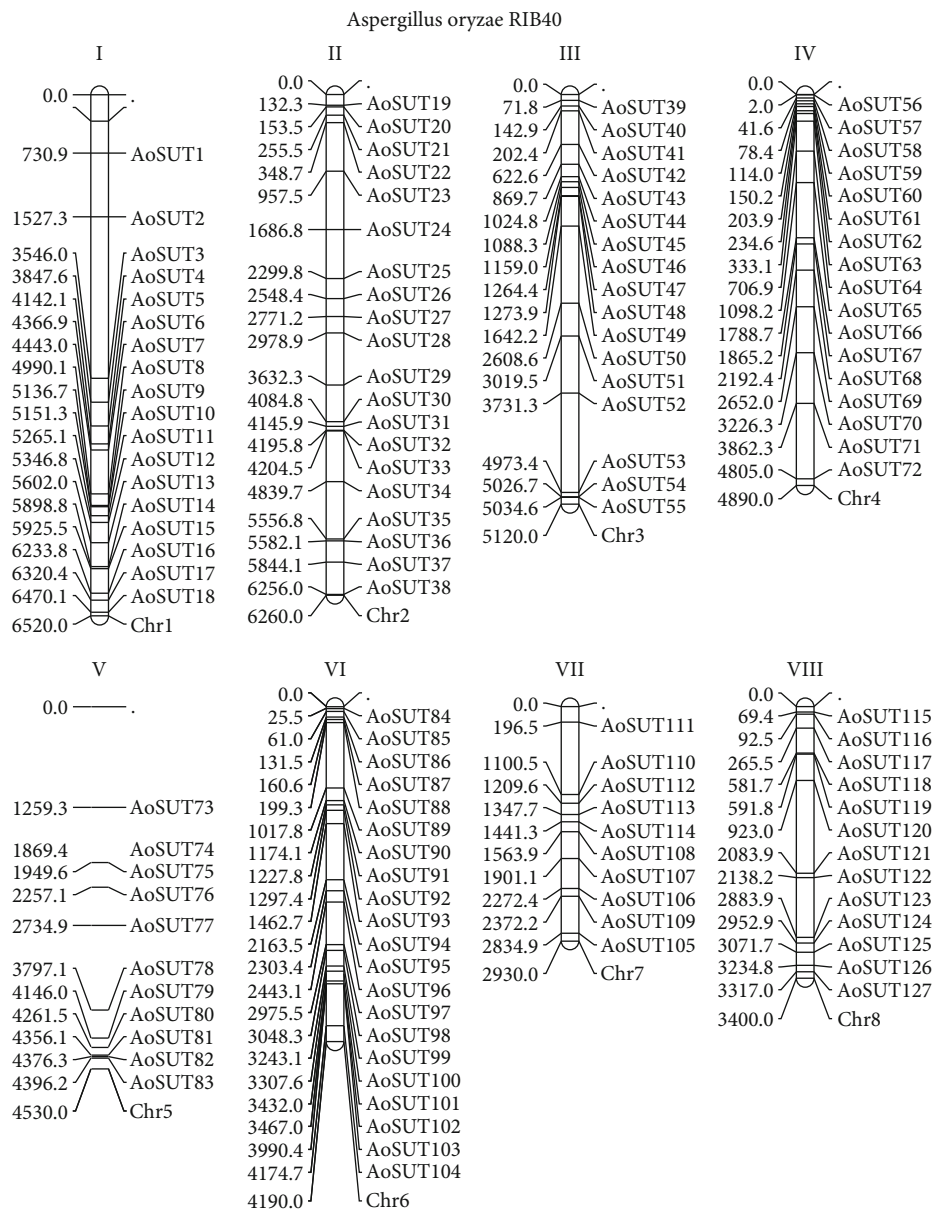 Aspergillus oryzae RIB40
I
0.0 .
730.9 AoSUT1
1527.3 AoSUT2
3546.0 AoSUT3
3847.6 AoSUT4
4142.1 AoSUT5
4366.9 AoSUT6
4443.0 AoSUT7
4990.1 AoSUT8
5136.7 AoSUT9
5151.3 AoSUT10
5265.1 AoSUT11
5346.8 AoSUT12
5602.0 AoSUT13
5898.8 AoSUT14
5925.5 AoSUT15
6233.8 AoSUT16
6320.4 AoSUT17
6470.1 AoSUT18
6520.0 Chr1
II
0.0 .
132.3 AoSUT19
153.5 AoSUT20
255.5 AoSUT21
348.7 AoSUT22
957.5 AoSUT23
1686.8 AoSUT24
2299.8 AoSUT25
2548.4 AoSUT26
2771.2 AoSUT27
2978.9 AoSUT28
3632.3 AoSUT29
4084.8 AoSUT30
4145.9 AoSUT31
4195.8 AoSUT32
4204.5 AoSUT33
4839.7 AoSUT34
5556.8 AoSUT35
5582.1 AoSUT36
5844.1 AoSUT37
6256.0 AoSUT38
6260.0 Chr2
III
0.0 .
71.8 AoSUT39
142.9 AoSUT40
202.4 AoSUT41
622.6 AoSUT42
869.7 AoSUT43
1024.8 AoSUT44
1088.3 AoSUT45
1159.0 AoSUT46
1264.4 AoSUT47
1273.9 AoSUT48
1642.2 AoSUT49
2608.6 AoSUT50
3019.5 AoSUT51
3731.3 AoSUT52
4973.4 AoSUT53
5026.7 AoSUT54
5034.6 AoSUT55
5120.0 Chr3
IV
0.0 .
2.0 AoSUT56
41.6 AoSUT57
78.4 AoSUT58
114.0 AoSUT59
150.2 AoSUT60
203.9 AoSUT61
234.6 AoSUT62
333.1 AoSUT63
706.9 AoSUT64
1098.2 AoSUT65
1788.7 AoSUT66
1865.2 AoSUT67
2192.4 AoSUT68
2652.0 AoSUT69
3226.3 AoSUT70
3862.3 AoSUT71
4805.0 AoSUT72
4890.0 Chr4
V
0.0 .
1259.3 AoSUT73
1869.4 AoSUT74
1949.6 AoSUT75
2257.1 AoSUT76
2734.9 AoSUT77
3797.1 AoSUT78
4146.0 AoSUT79
4261.5 AoSUT80
4356.1 AoSUT81
4376.3 AoSUT82
4396.2 AoSUT83
4530.0 Chr5
VI
0.0 .
25.5 AoSUT84
61.0 AoSUT85
131.5 AoSUT86
160.6 AoSUT87
199.3 AoSUT88
1017.8 AoSUT89
1174.1 AoSUT90
1227.8 AoSUT91
1297.4 AoSUT92
1462.7 AoSUT93
2163.5 AoSUT94
2303.4 AoSUT95
2443.1 AoSUT96
2975.5 AoSUT97
3048.3 AoSUT98
3243.1 AoSUT99
3307.6 AoSUT100
3432.0 AoSUT101
3467.0 AoSUT102
3990.4 AoSUT103
4174.7 AoSUT104
4190.0 Chr6
VII
0.0 .
196.5 AoSUT111
1100.5 AoSUT110
1209.6 AoSUT112
1347.7 AoSUT113
1441.3 AoSUT114
1563.9 AoSUT108
1901.1 AoSUT107
2272.4 AoSUT106
2372.2 AoSUT109
2834.9 AoSUT105
2930.0 Chr7
VIII
0.0 .
69.4 AoSUT115
92.5 AoSUT116
265.5 AoSUT117
581.7 AoSUT118
591.8 AoSUT119
923.0 AoSUT120
2083.9 AoSUT121
2138.2 AoSUT122
2883.9 AoSUT123
2952.9 AoSUT124
3071.7 AoSUT125
3234.8 AoSUT126
3317.0 AoSUT127
3400.0 Chr8